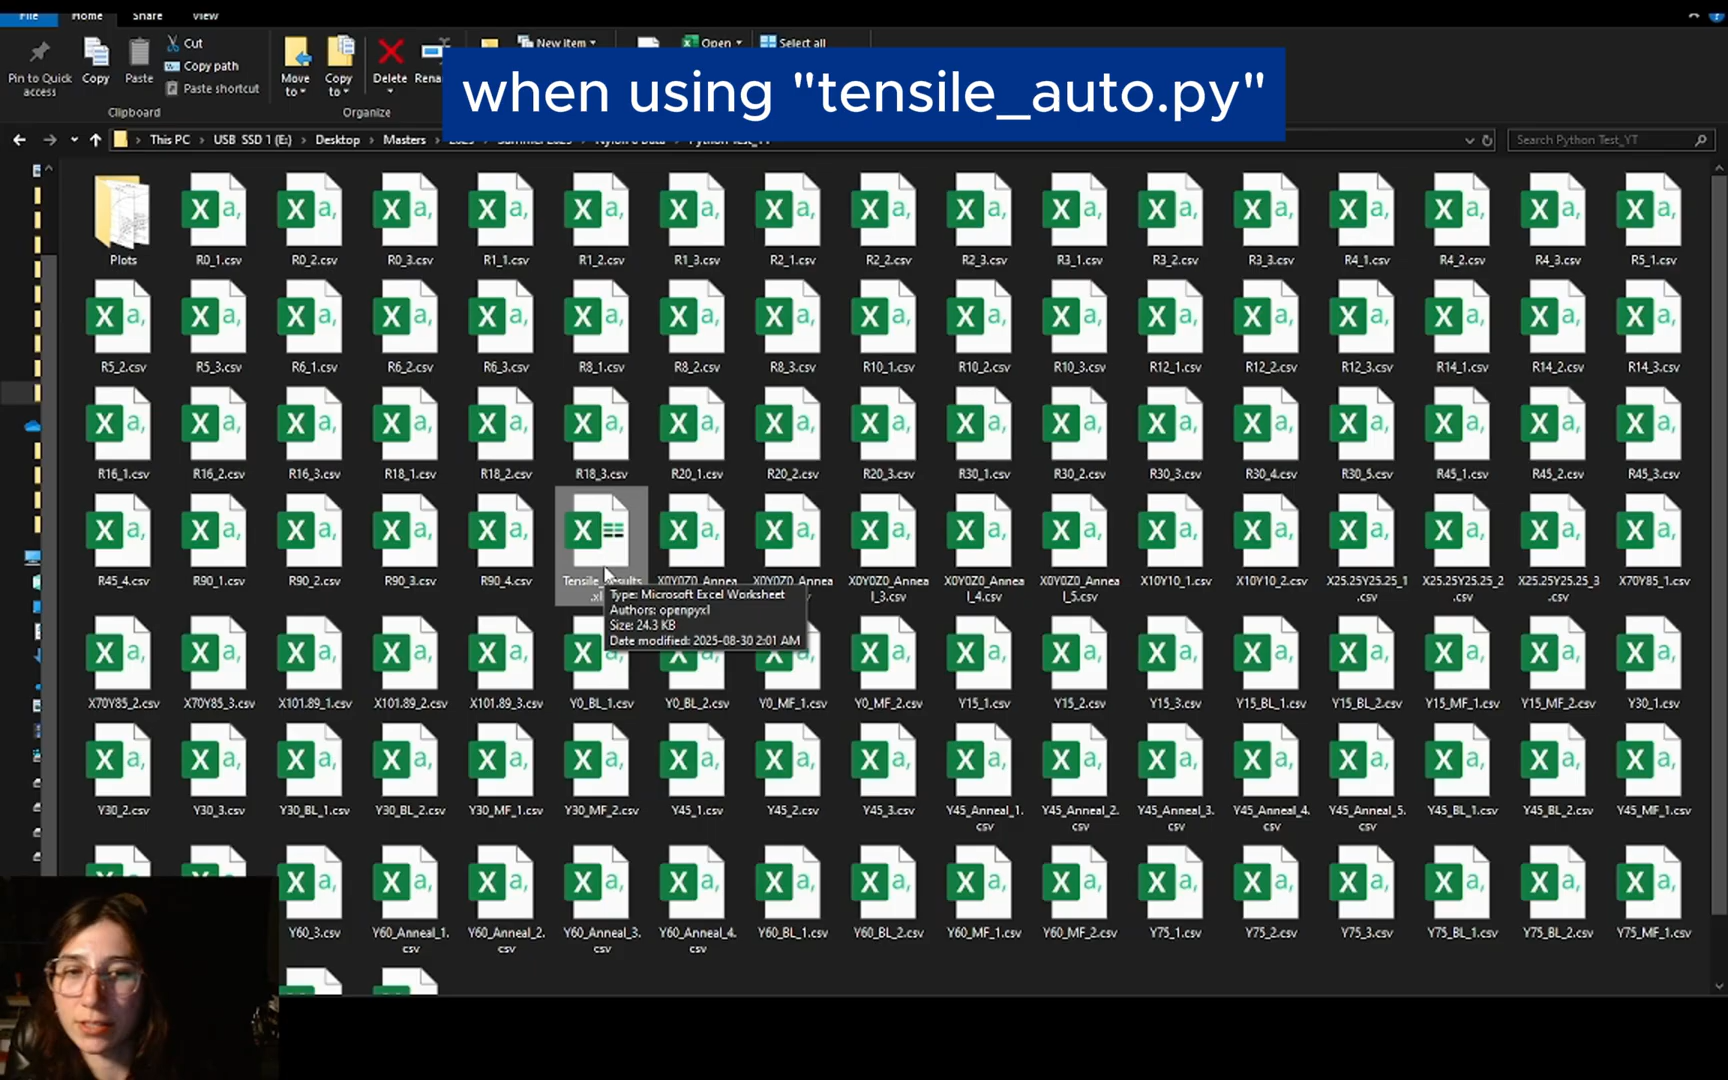 File Home Share View
when using "tensile_auto.py"
Pin to Quick access
Copy
Paste
Cut
Copy path
Paste shortcut
Move to
Copy to
Delete
New item
Open
Select all
Clipboard
Organize
This PC USB SSD 1 (E:) Desktop Masters
Search Python Test_YT
Plots R0_1.csv R0_2.csv R0_3.csv R1_1.csv R1_2.csv R1_3.csv R2_1.csv R2_2.csv R2_3.csv R3_1.csv R3_2.csv R3_3.csv R4_1.csv R4_2.csv R4_3.csv R5_1.csv
R5_2.csv R5_3.csv R6_1.csv R6_2.csv R6_3.csv R8_1.csv R8_2.csv R8_3.csv R10_1.csv R10_2.csv R10_3.csv R12_1.csv R12_2.csv R12_3.csv R14_1.csv R14_2.csv R14_3.csv
R16_1.csv R16_2.csv R16_3.csv R18_1.csv R18_2.csv R18_3.csv R20_1.csv R20_2.csv R20_3.csv R30_1.csv R30_2.csv R30_3.csv R30_4.csv R30_5.csv R45_1.csv R45_2.csv R45_3.csv
R45_4.csv R90_1.csv R90_2.csv R90_3.csv R90_4.csv Tensile_Results X0Y0Z0_Annea X0Y0Z0_Annea X0Y0Z0_Annea X0Y0Z0_Annea X0Y0Z0_Annea X10Y10_1.csv X10Y10_2.csv X25.25Y25.25_1 X25.25Y25.25_2 X25.25Y25.25_3 X70Y85_1.csv
l_3.csv l_4.csv l_5.csv .csv .csv .csv
Type: Microsoft Excel Worksheet
Authors: openpyxl
Size: 24.3 KB
Date modified: 2025-08-30 2:01 AM
X70Y85_2.csv X70Y85_3.csv X101.89_1.csv X101.89_2.csv X101.89_3.csv Y0_BL_1.csv Y0_BL_2.csv Y0_MF_1.csv Y0_MF_2.csv Y15_1.csv Y15_2.csv Y15_3.csv Y15_BL_1.csv Y15_BL_2.csv Y15_MF_1.csv Y15_MF_2.csv Y30_1.csv
Y30_2.csv Y30_3.csv Y30_BL_1.csv Y30_BL_2.csv Y30_MF_1.csv Y30_MF_2.csv Y45_1.csv Y45_2.csv Y45_3.csv Y45_Anneal_1. Y45_Anneal_2. Y45_Anneal_3. Y45_Anneal_4. Y45_Anneal_5. Y45_BL_1.csv Y45_BL_2.csv Y45_MF_1.csv
csv csv csv csv csv
Y60_3.csv Y60_Anneal_1. Y60_Anneal_2. Y60_Anneal_3. Y60_Anneal_4. Y60_BL_1.csv Y60_BL_2.csv Y60_MF_1.csv Y60_MF_2.csv Y75_1.csv Y75_2.csv Y75_3.csv Y75_BL_1.csv Y75_BL_2.csv Y75_MF_1.csv
csv csv csv csv